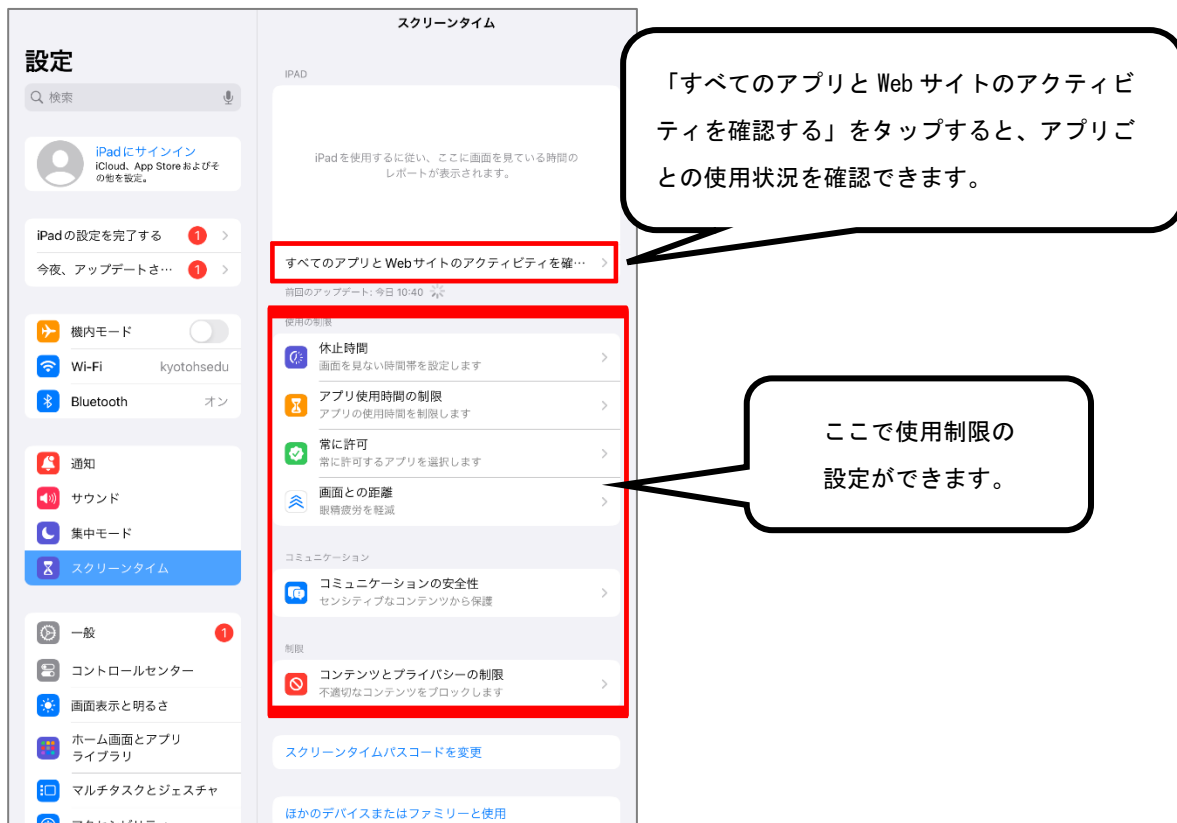 設定
検索
iPadにサインイン
iCloud、App Storeおよびそ
の他を設定。
iPadの設定を完了する 1
今夜、アップデートさ… 1
機内モード
Wi-Fi kyotohsedu
Bluetooth オン
通知
サウンド
集中モード
スクリーンタイム
一般 1
コントロールセンター
画面表示と明るさ
ホーム画面とアプリ
ライブラリ
マルチタスクとジェスチャ
スクリーンタイム
IPAD
iPadを使用するに従い、ここに画面を見ている時間の
レポートが表示されます。
すべてのアプリとWebサイトのアクティビティを確…
前回のアップデート: 今日 10:40
使用の制限
休止時間
画面を見ない時間帯を設定します
アプリ使用時間の制限
アプリの使用時間を制限します
常に許可
常に許可するアプリを選択します
画面との距離
眼精疲労を軽減
コミュニケーション
コミュニケーションの安全性
センシティブなコンテンツから保護
制限
コンテンツとプライバシーの制限
不適切なコンテンツをブロックします
スクリーンタイムパスコードを変更
ほかのデバイスまたはファミリーと使用
「すべてのアプリと Web サイトのアクティビ
ティを確認する」をタップすると、アプリご
との使用状況を確認できます。
ここで使用制限の
設定ができます。